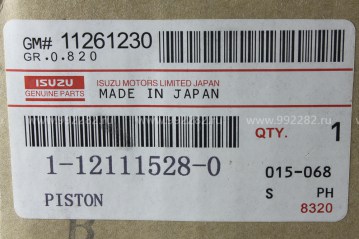 GM# 11261230
GR.0.820
ISUZU
GENUINE PARTS
ISUZU MOTORS LIMITED JAPAN
MADE IN JAPAN
QTY. 1
1-12111528-0
015-068
PISTON
S PH
8320
B
www.992282.ru